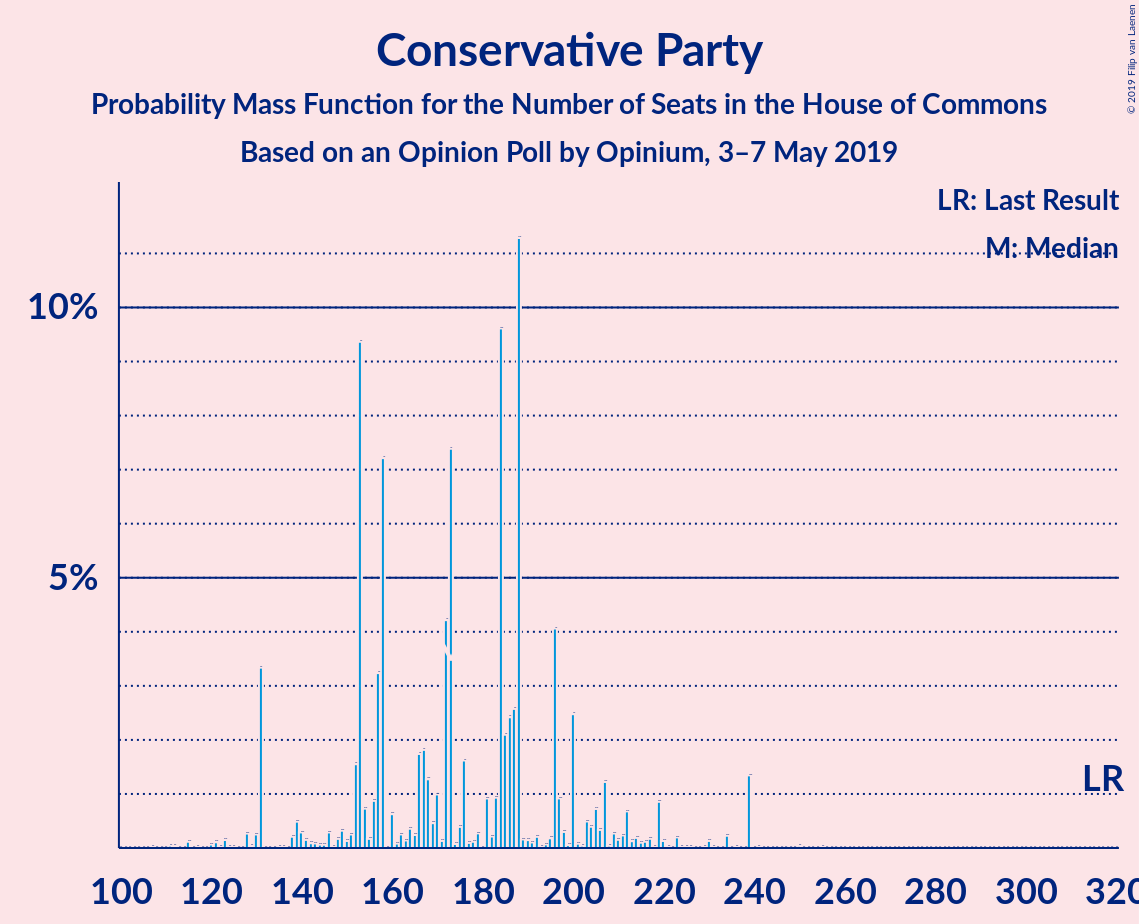 Conservative Party
Probability Mass Function for the Number of Seats in the House of Commons
Based on an Opinion Poll by Opinium, 3–7 May 2019
© 2019 Filip van Laenen
LR: Last Result
M: Median
10%
5%
LR
100 120 140 160 180 200 220 240 260 280 300 320